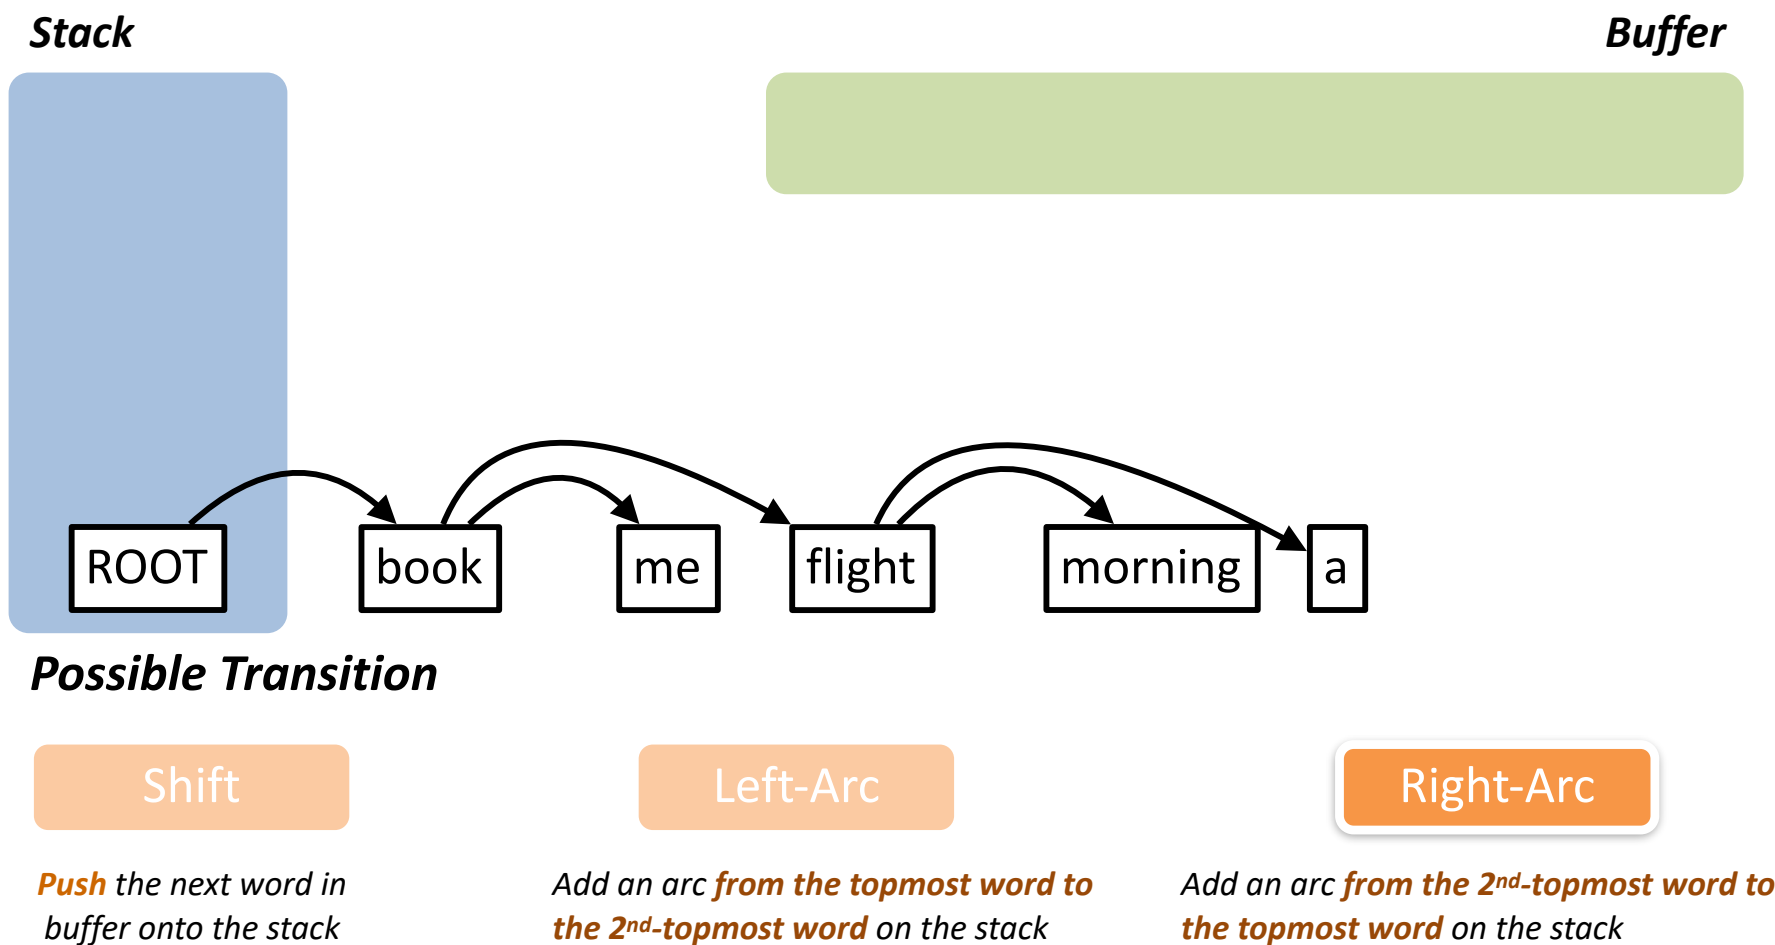 Stack
Buffer
ROOT book me flight morning a
Possible Transition
Shift
Left-Arc
Right-Arc
Push the next word in
buffer onto the stack
Add an arc from the topmost word to
the 2nd-topmost word on the stack
Add an arc from the 2nd-topmost word to
the topmost word on the stack